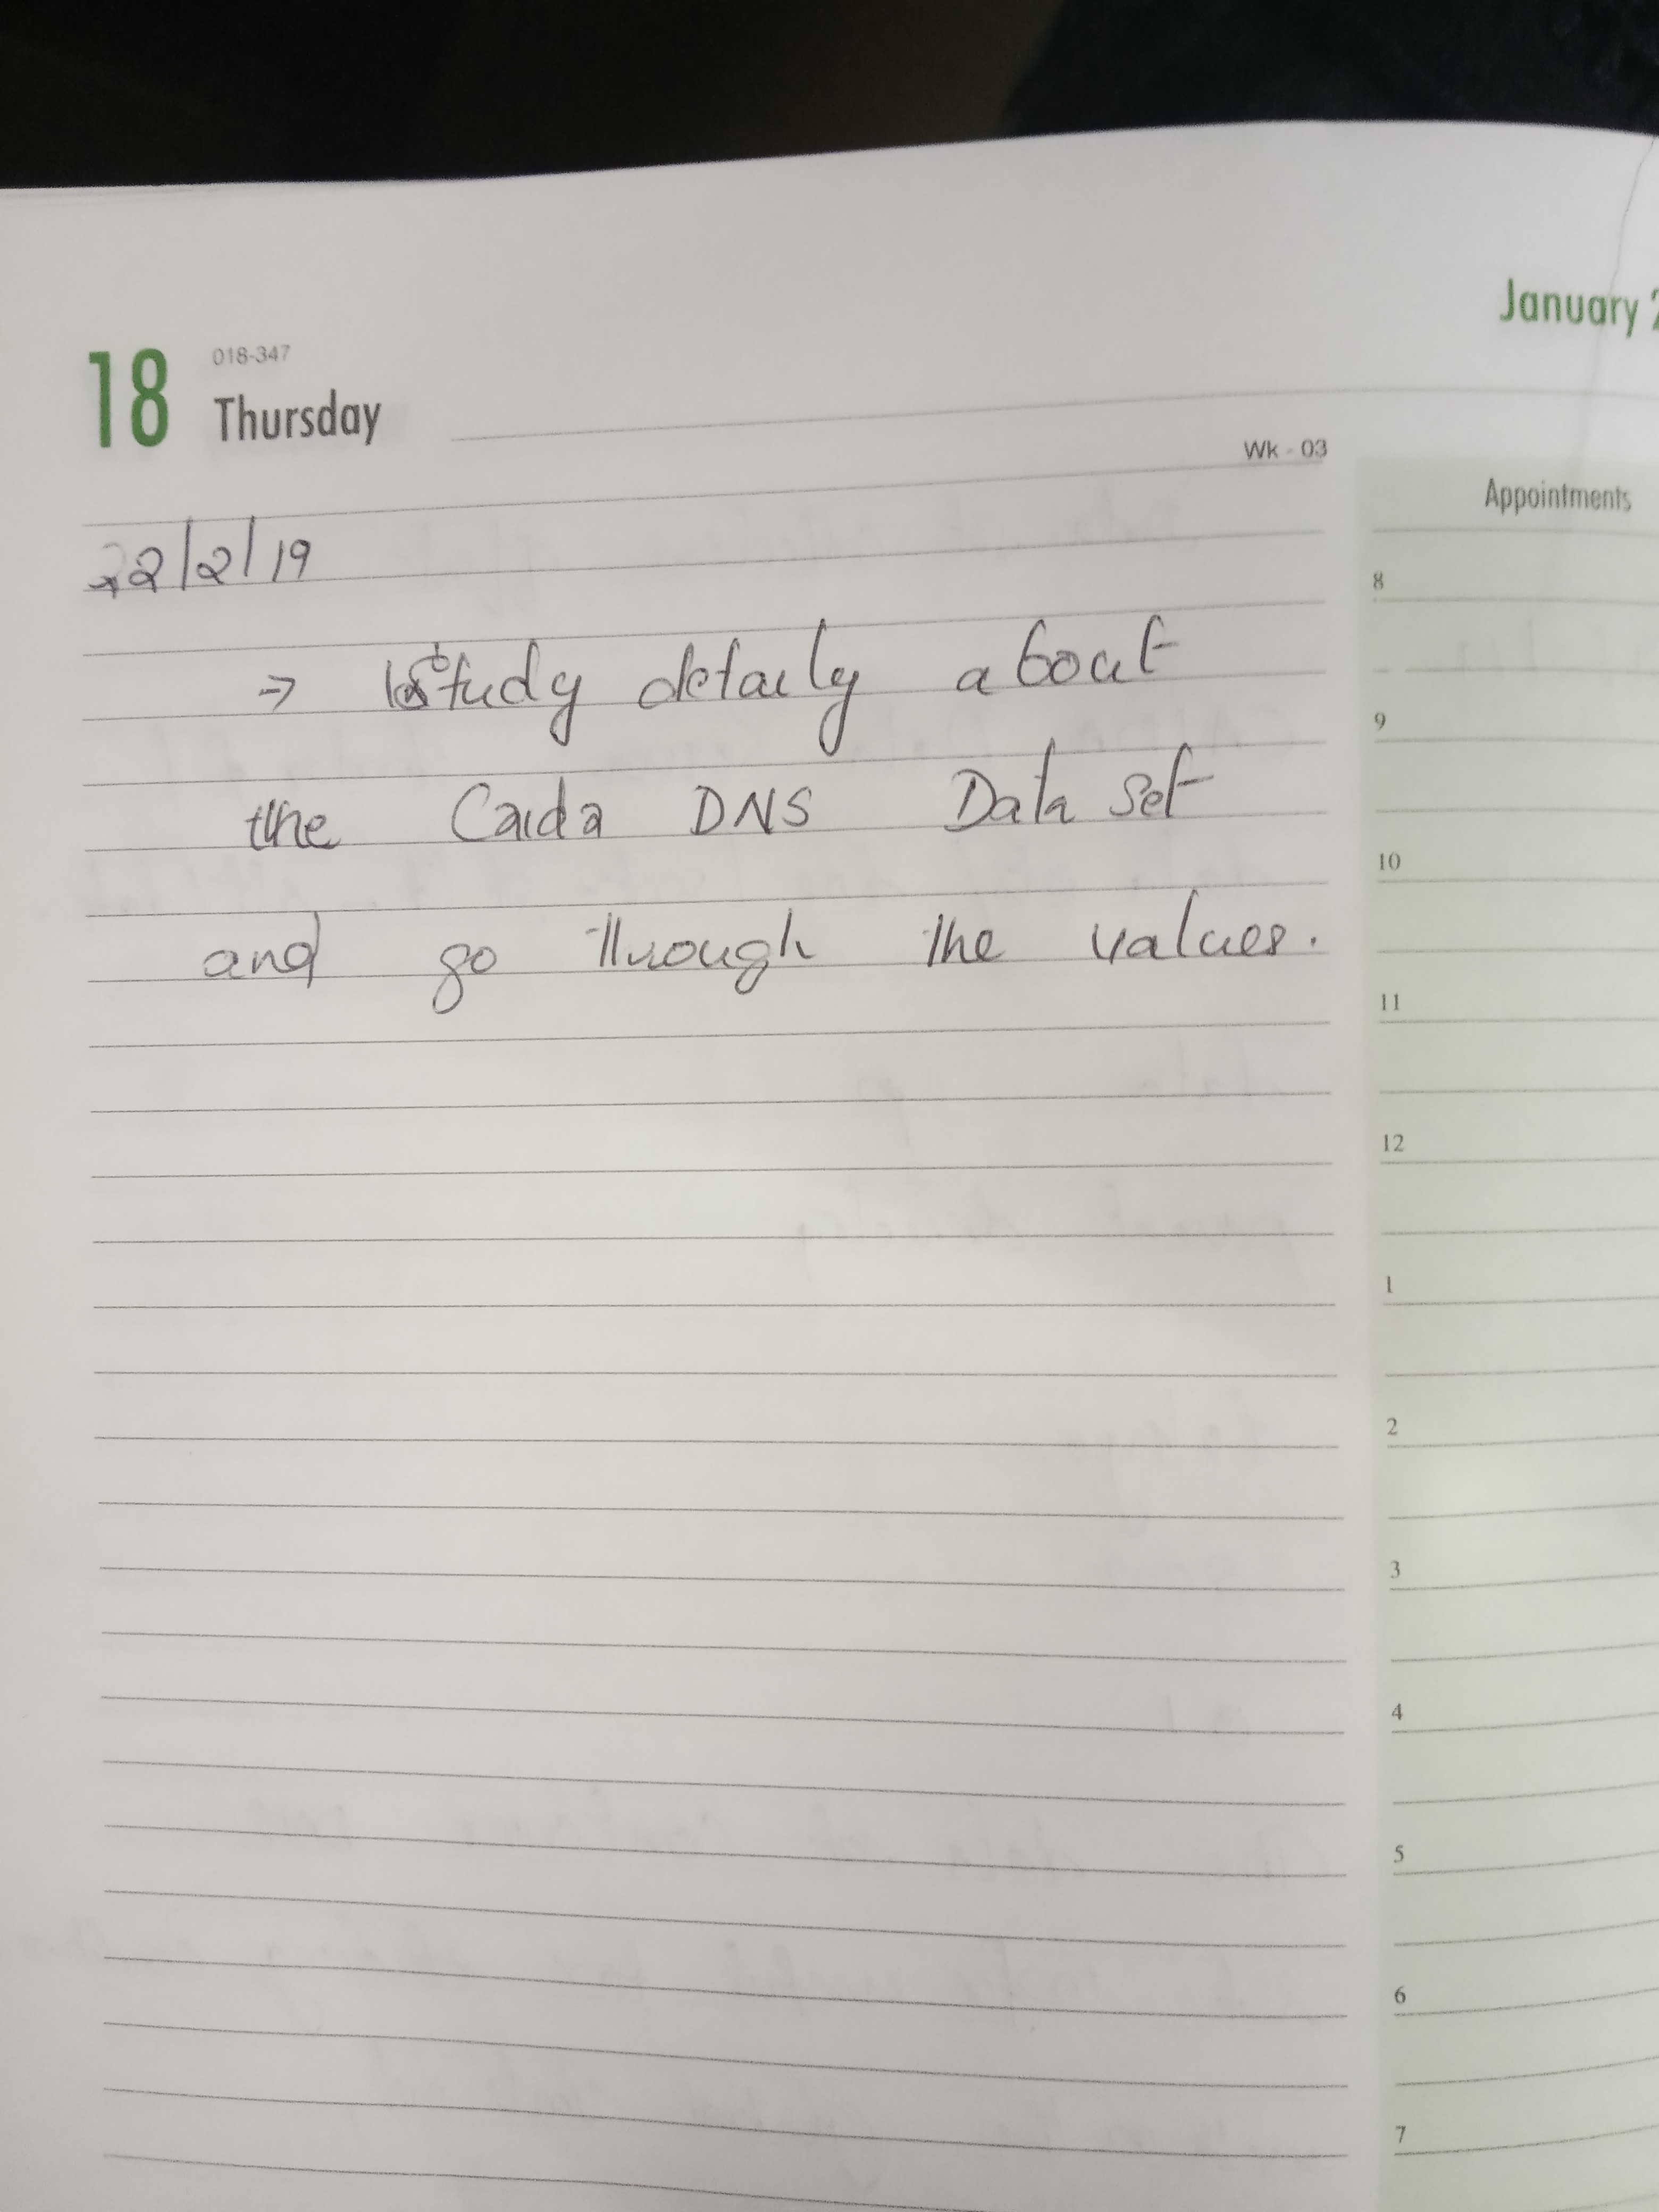 January
18 018-347
Thursday
Wk - 03
Appointments
22/2/19
→ Study detaily about
the Caida DNS Data set
and go through the values.
8
9
10
11
12
1
2
3
4
5
6
7